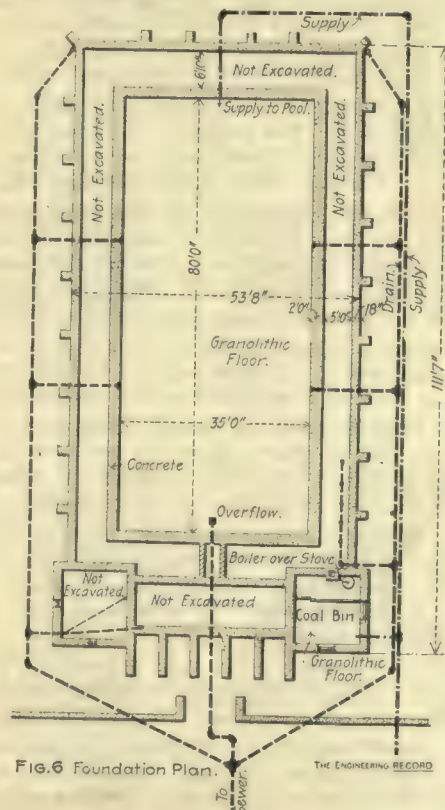 Supply
Not Excavated.
6'10"
Supply to Pool.
Not Excavated.
Not Excavated.
80'0"
53'8"
2'0"
5'0"
18"
Drain.
Supply
111'7"
Granolithic
Floor.
35'0"
Concrete
Overflow.
Boiler over Stove
Not
Excavated
Not Excavated
Coal Bin
Granolithic
Floor.
FIG.6 Foundation Plan.
To
sewer.
THE ENGINEERING RECORD